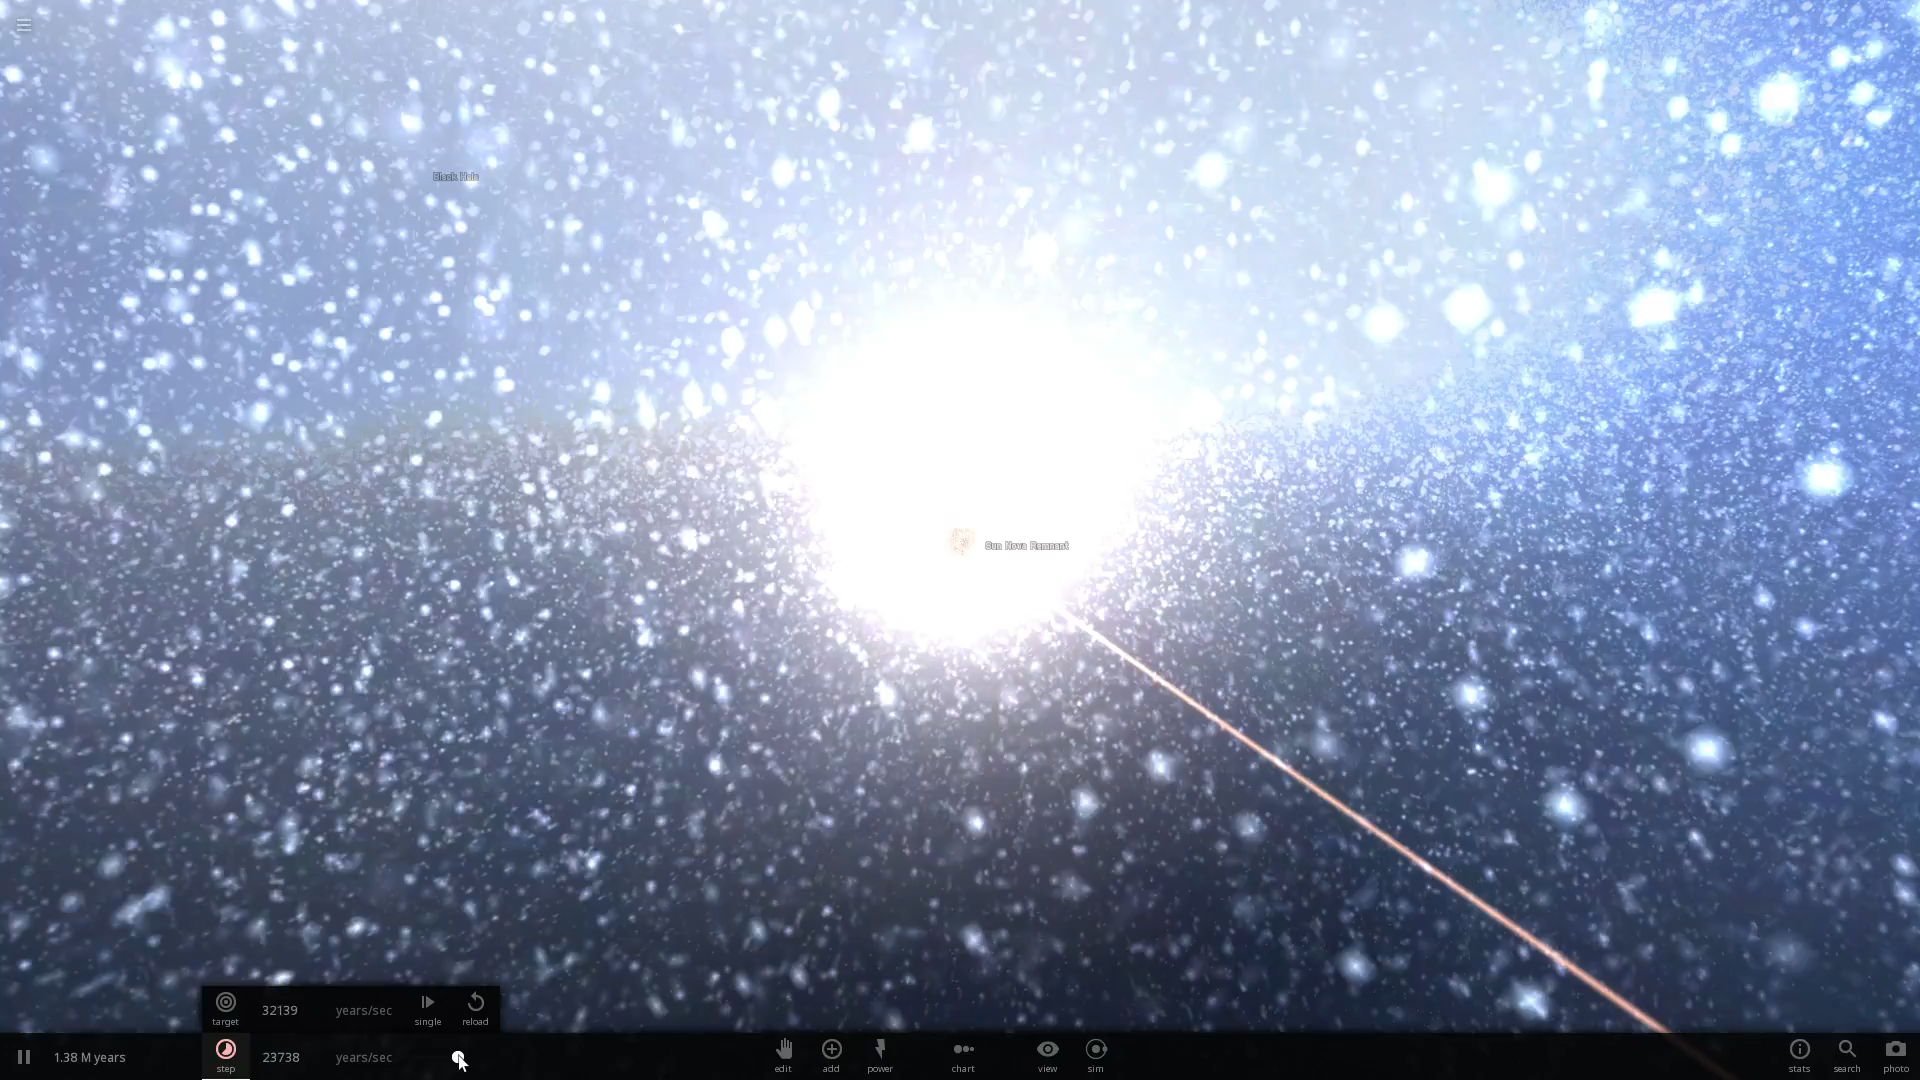 Black Hole
Sun Nova Remnant
target
32139 years/sec
single
reload
1.38 M years
step
23738 years/sec
edit
add
power
chart
view
sim
stats
search
photo